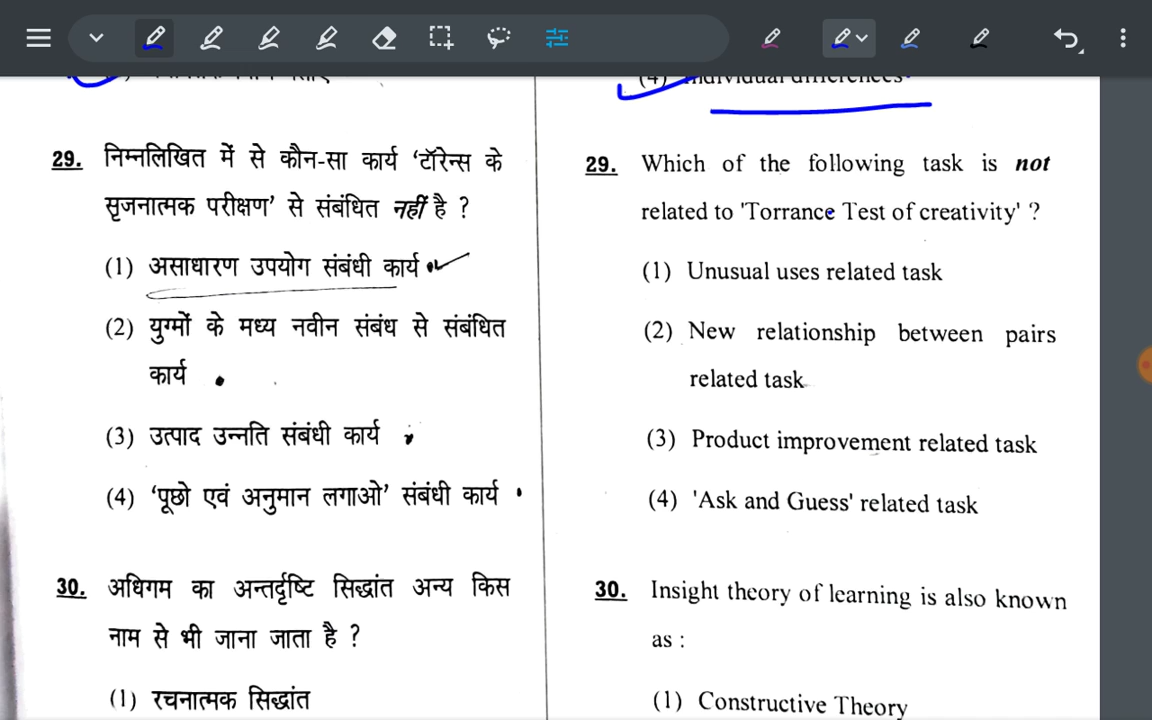 (4) Individual differences
29. निम्नलिखित में से कौन-सा कार्य ‘टॉरेन्स के
सृजनात्मक परीक्षण’ से संबंधित नहीं है ?
(1) असाधारण उपयोग संबंधी कार्य
(2) युग्मों के मध्य नवीन संबंध से संबंधित
कार्य
(3) उत्पाद उन्नति संबंधी कार्य
(4) ‘पूछो एवं अनुमान लगाओ’ संबंधी कार्य
30. अधिगम का अन्तर्दृष्टि सिद्धांत अन्य किस
नाम से भी जाना जाता है ?
(1) रचनात्मक सिद्धांत
29. Which of the following task is not
related to 'Torrance Test of creativity' ?
(1) Unusual uses related task
(2) New relationship between pairs
related task
(3) Product improvement related task
(4) 'Ask and Guess' related task
30. Insight theory of learning is also known
as :
(1) Constructive Theory